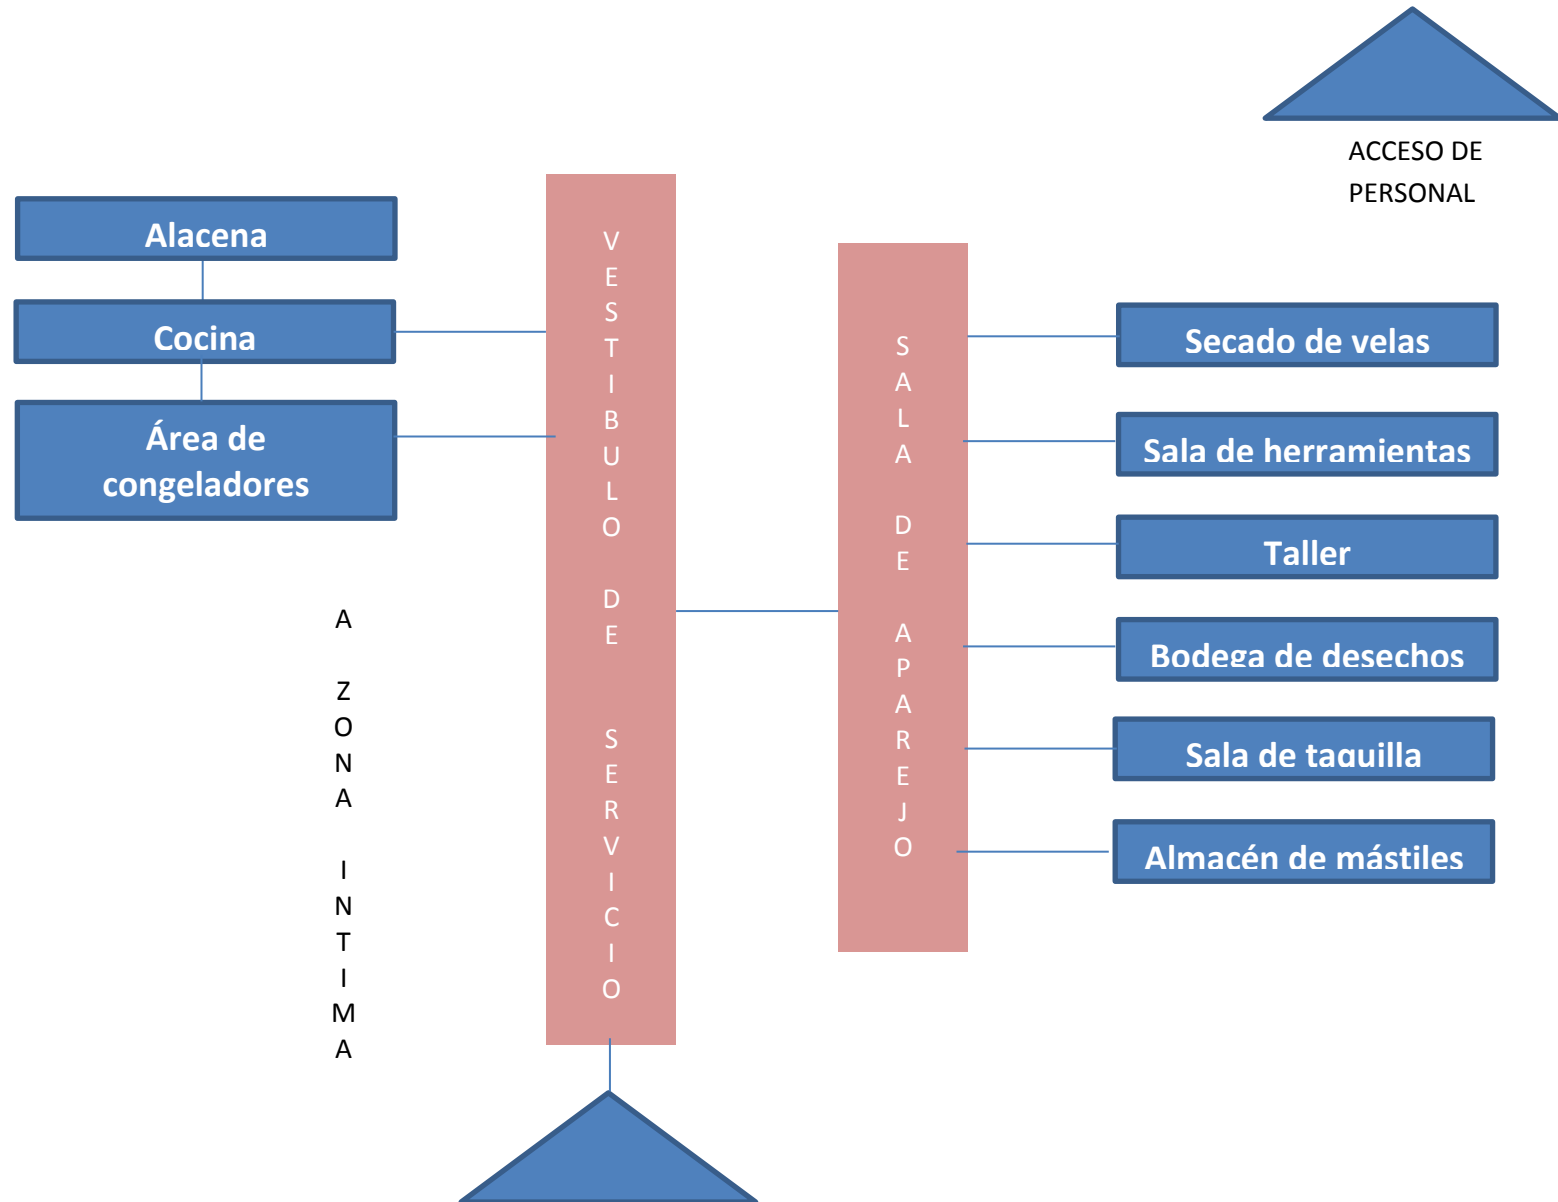 ACCESO DE
PERSONAL
Alacena
Cocina
Área de
congeladores
VESTIBULO DE SERVICIO
SALA DE APAREJO
Secado de velas
Sala de herramientas
Taller
Bodega de desechos
Sala de taquilla
Almacén de mástiles
A ZONA INTIMA